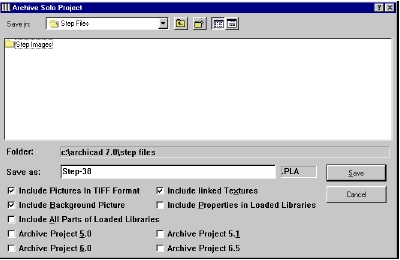 Archive Solo Project
Save in: Step Files
Step Images
Folder: c:\archicad 7.0\step files
Save as: Step-38 .PLA Save
Include Pictures in TIFF Format Include linked Textures Cancel
Include Background Picture Include Properties in Loaded Libraries
Include All Parts of Loaded Libraries
Archive Project 5.0 Archive Project 5.1
Archive Project 6.0 Archive Project 6.5